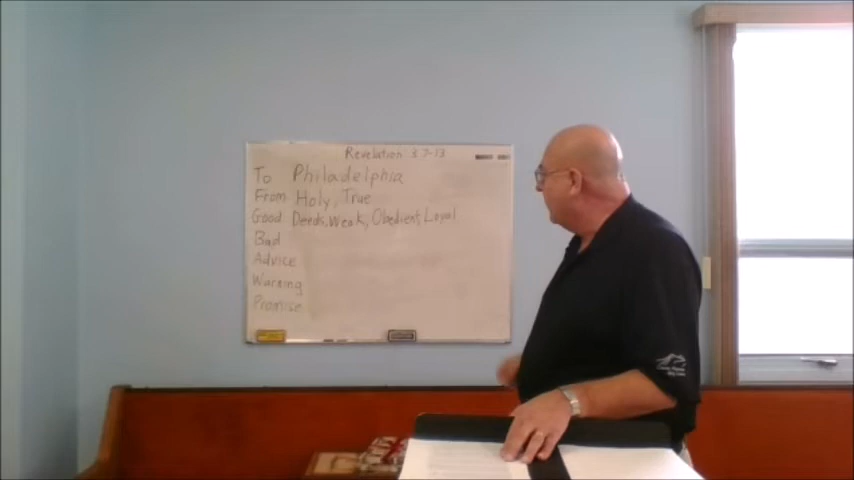 Revelation 3:7-13
To Philadelphia
From Holy, True
Good Deeds, Weak, Obedient, Loyal
Bad
Advice
Warning
Promise